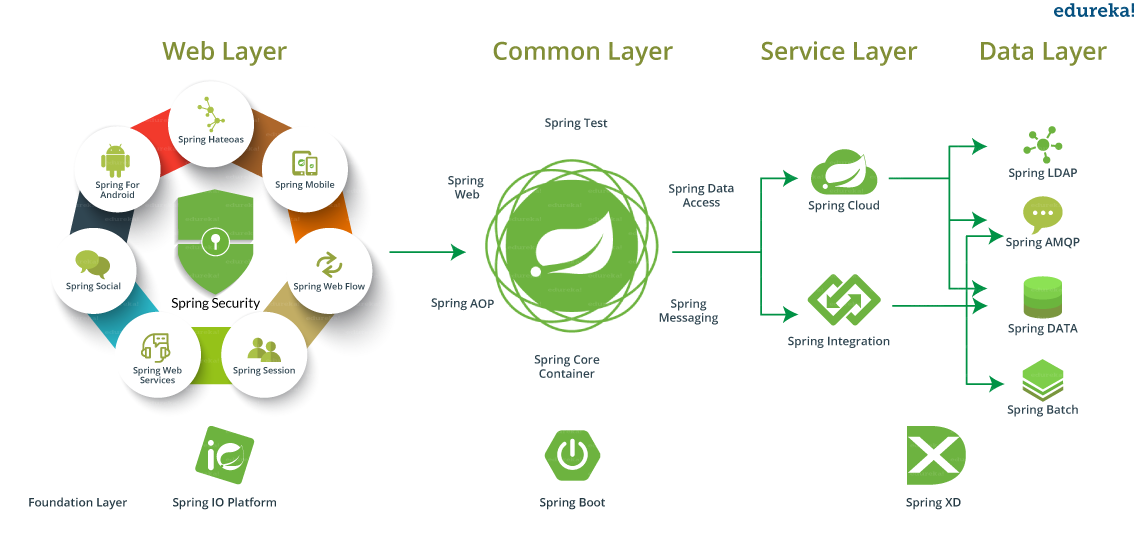 edureka!
Web Layer
Common Layer
Service Layer
Data Layer
Spring Hateoas
Spring For
Android
Spring Mobile
Spring Social
Spring Web Flow
Spring Security
Spring Web
Services
Spring Session
Spring Test
Spring
Web
Spring Data
Access
Spring AOP
Spring
Messaging
Spring Core
Container
Spring Cloud
Spring Integration
Spring LDAP
Spring AMQP
Spring DATA
Spring Batch
Foundation Layer
iO
Spring IO Platform
Spring Boot
X
Spring XD